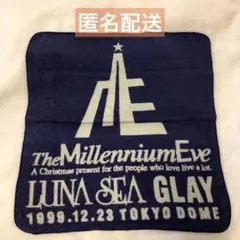 匿名配送
ME
The Millennium Eve
A Christmas present for the people who love live a lot.
LUNA SEA GLAY
1999.12.23 TOKYO DOME